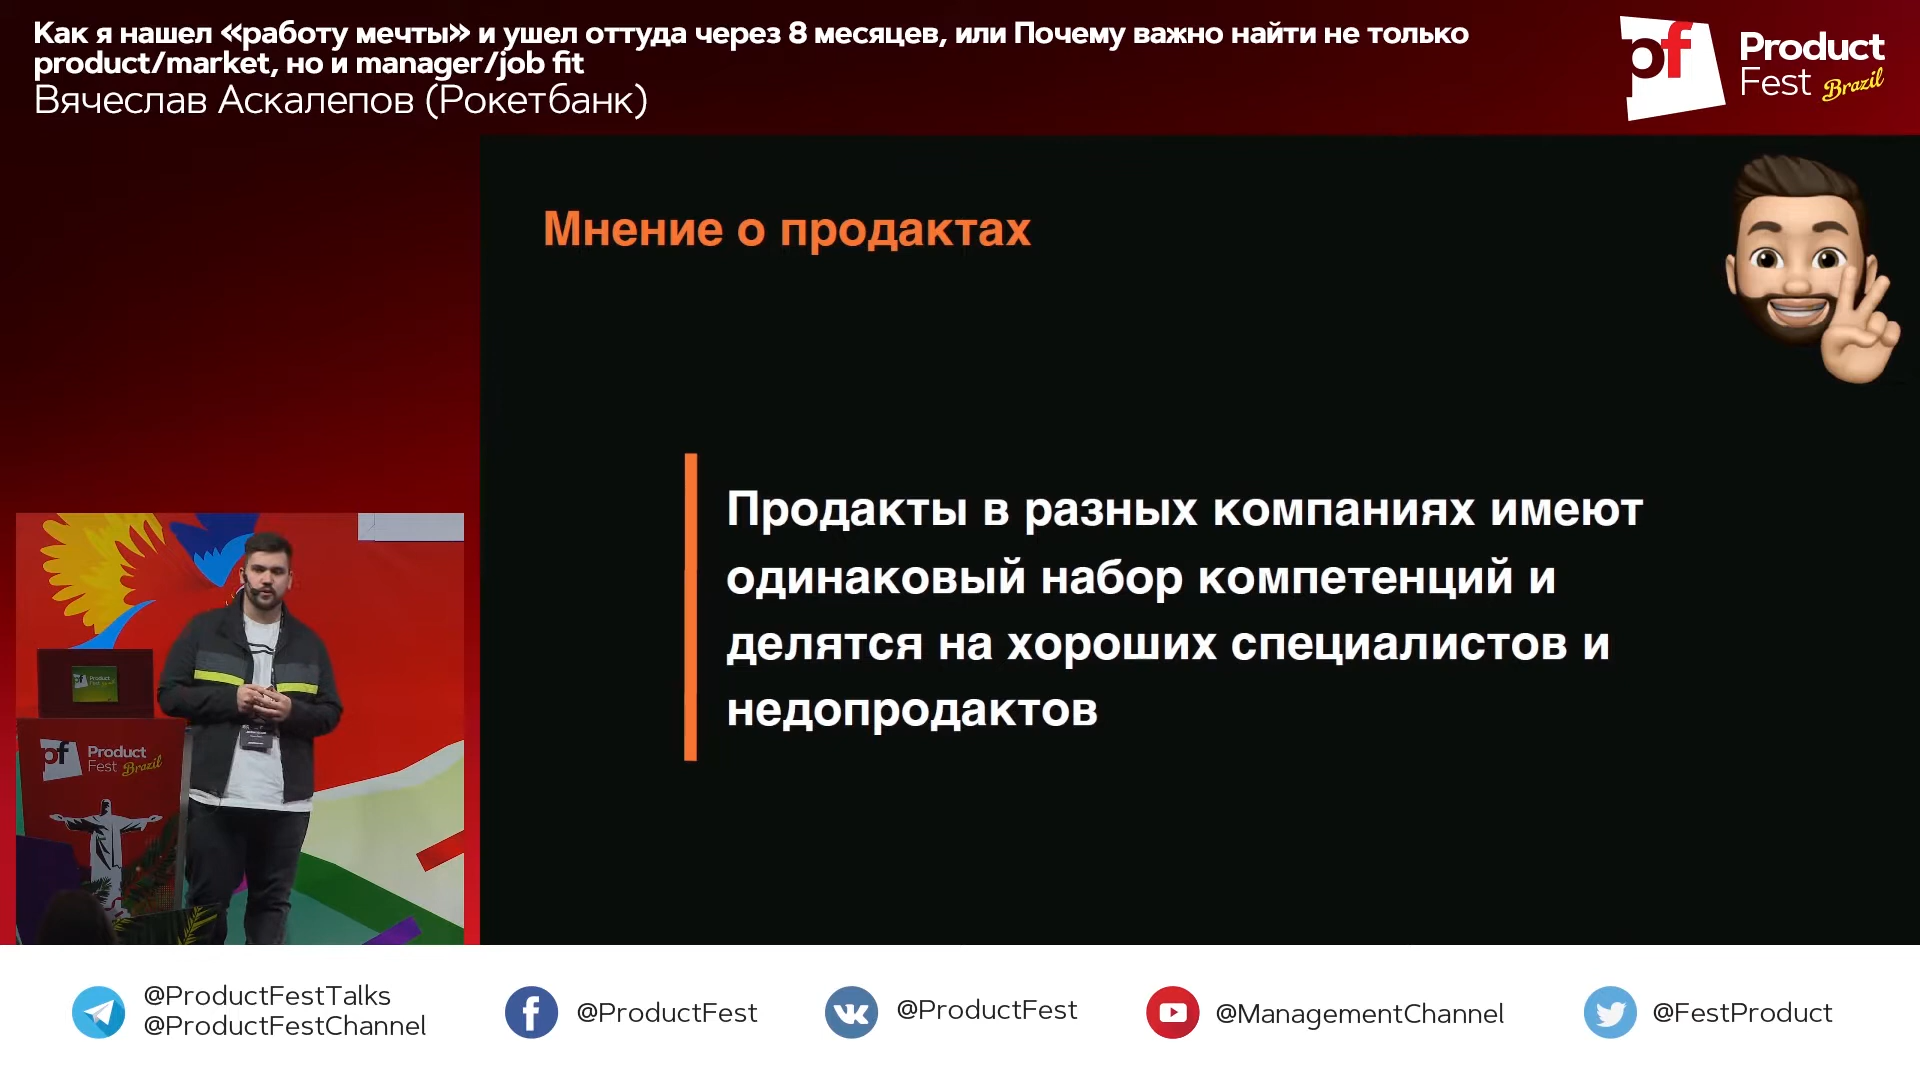 Как я нашел «работу мечты» и ушел оттуда через 8 месяцев, или Почему важно найти не только
product/market, но и manager/job fit
Вячеслав Аскалепов (Рокетбанк)
pf
Product
Fest Brazil
Мнение о продактах
Продакты в разных компаниях имеют
одинаковый набор компетенций и
делятся на хороших специалистов и
недопродактов
pf
Product
Fest Brazil
@ProductFestTalks
@ProductFestChannel
@ProductFest
@ProductFest
@ManagementChannel
@FestProduct